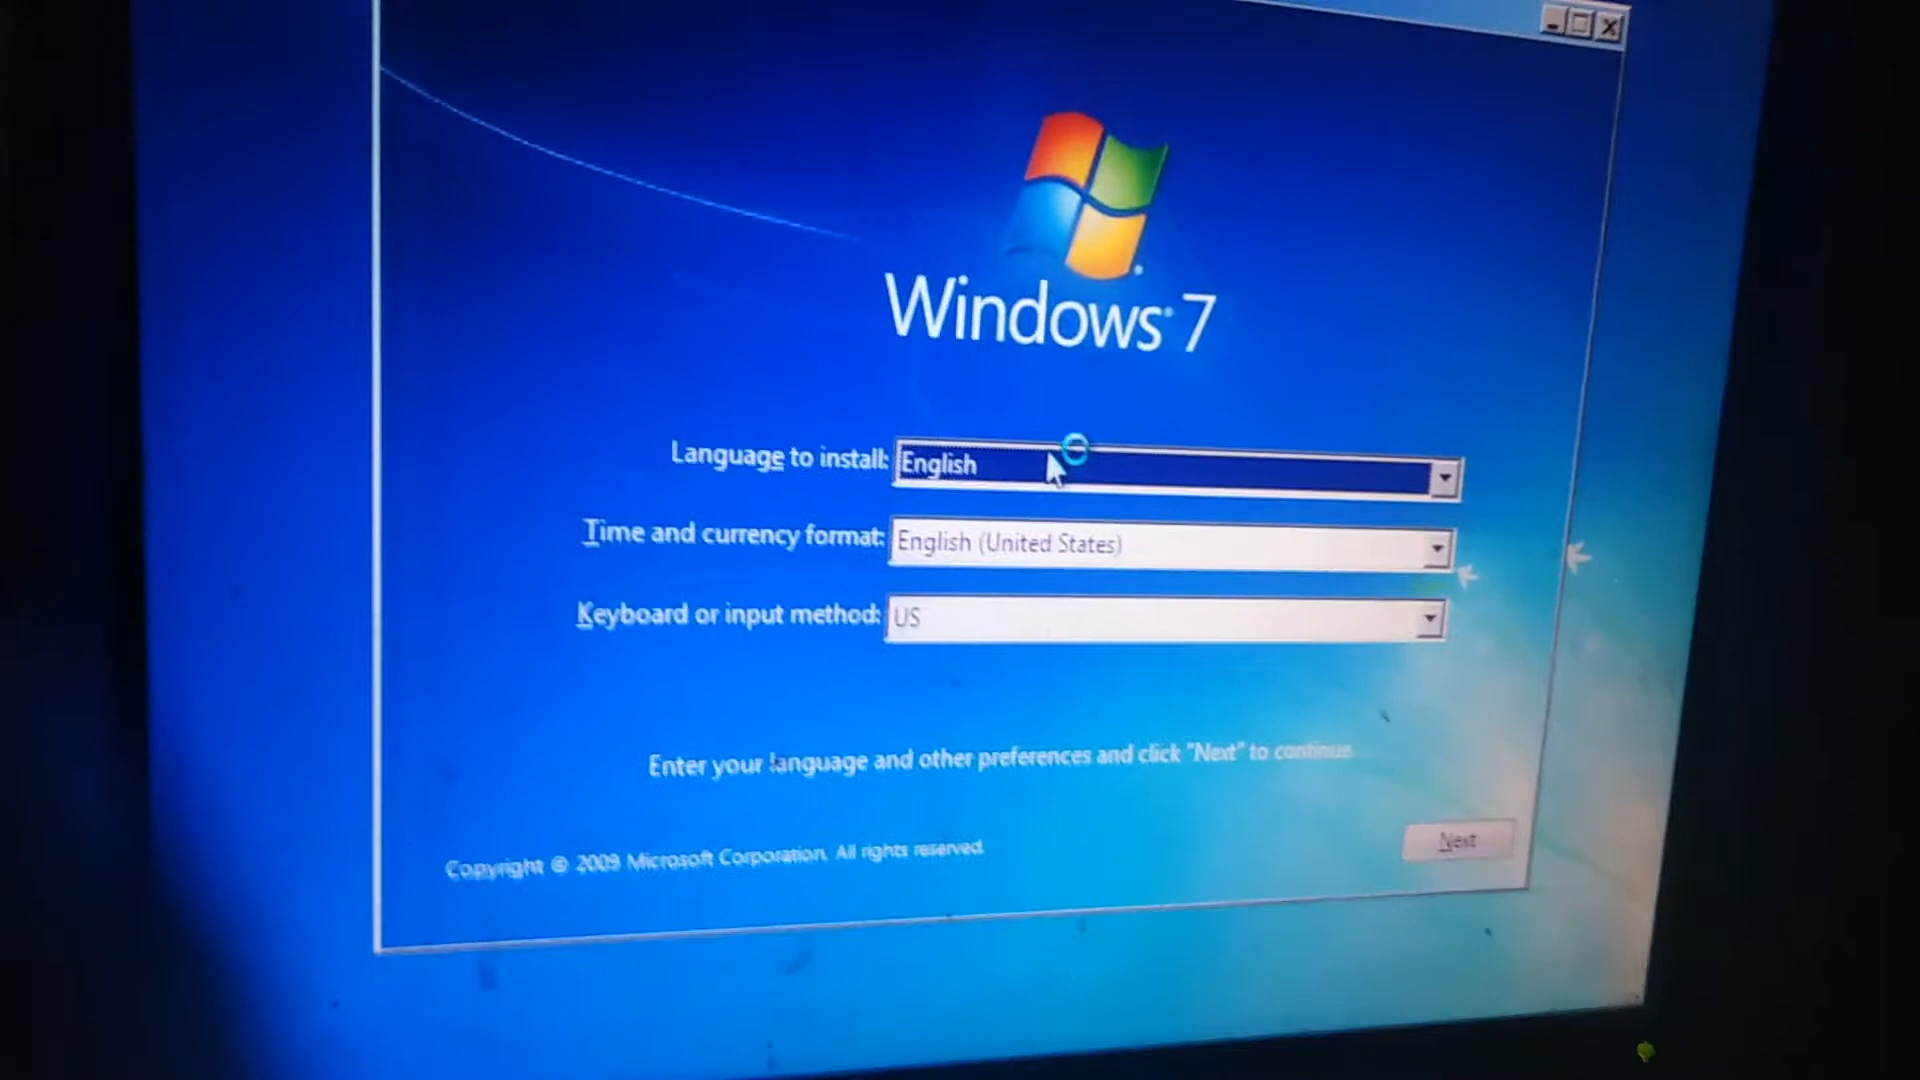 Windows 7
Language to install: English
Time and currency format: English (United States)
Keyboard or input method: US
Enter your language and other preferences and click "Next" to continue.
Copyright © 2009 Microsoft Corporation. All rights reserved.
Next